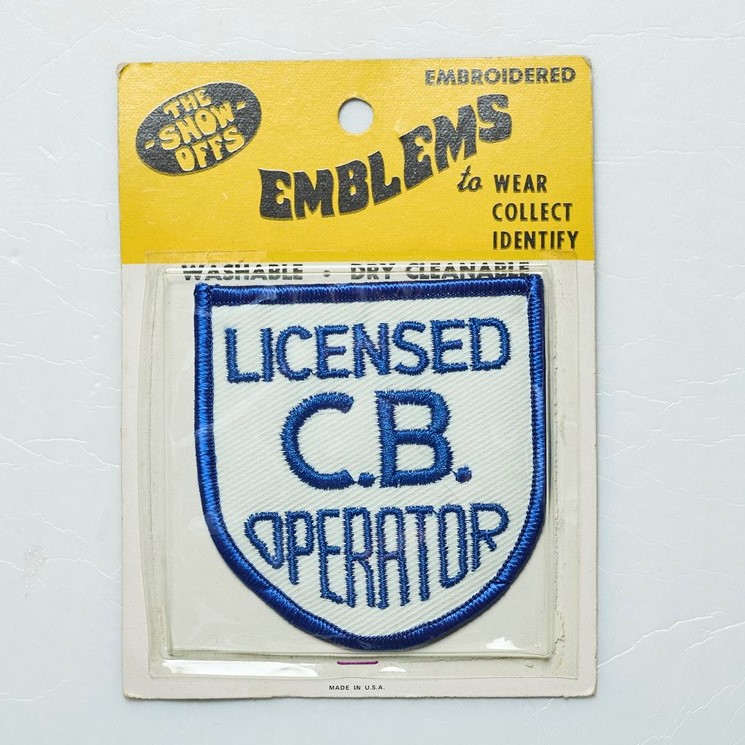 THE
-SHOW-
OFFS
EMBROIDERED
EMBLEMS
to WEAR
COLLECT
IDENTIFY
WASHABLE • DRY CLEANABLE
LICENSED
C.B.
OPERATOR
MADE IN U.S.A.